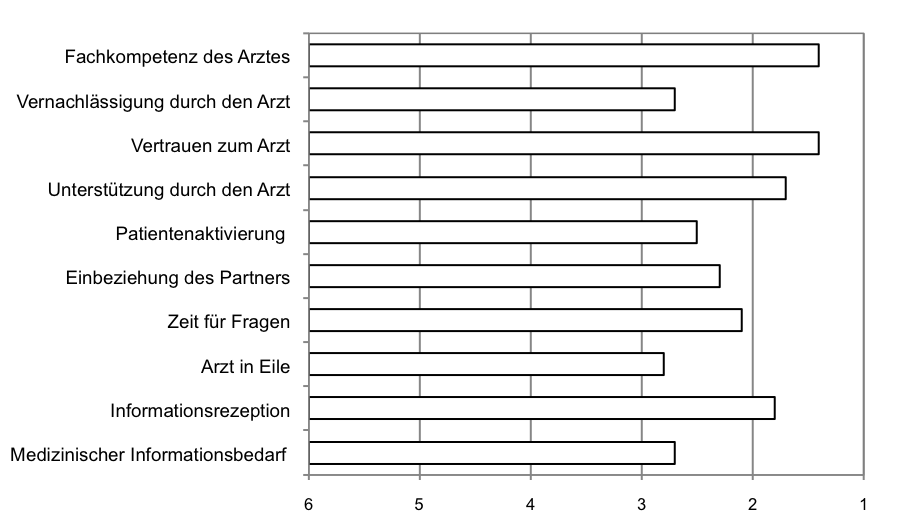 Fachkompetenz des Arztes
Vernachlässigung durch den Arzt
Vertrauen zum Arzt
Unterstützung durch den Arzt
Patientenaktivierung
Einbeziehung des Partners
Zeit für Fragen
Arzt in Eile
Informationsrezeption
Medizinischer Informationsbedarf
6 5 4 3 2 1